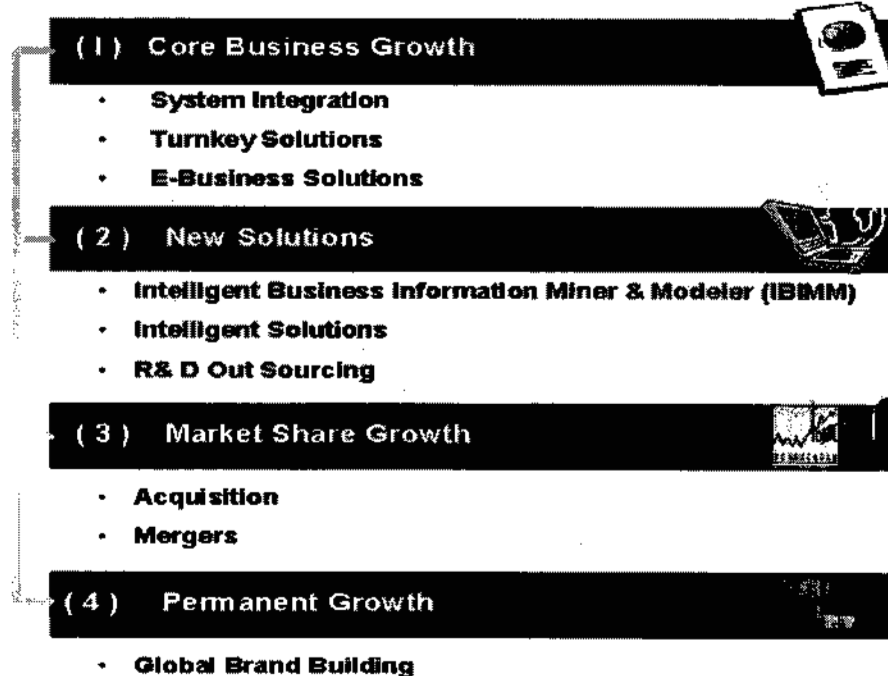 ( 1 ) Core Business Growth
· System Integration
· Turnkey Solutions
· E-Business Solutions
( 2 ) New Solutions
· Intelligent Business Information Miner & Modeler (IBIMM)
· Intelligent Solutions
· R& D Out Sourcing
( 3 ) Market Share Growth
· Acquisition
· Mergers
( 4 ) Permanent Growth
· Global Brand Building